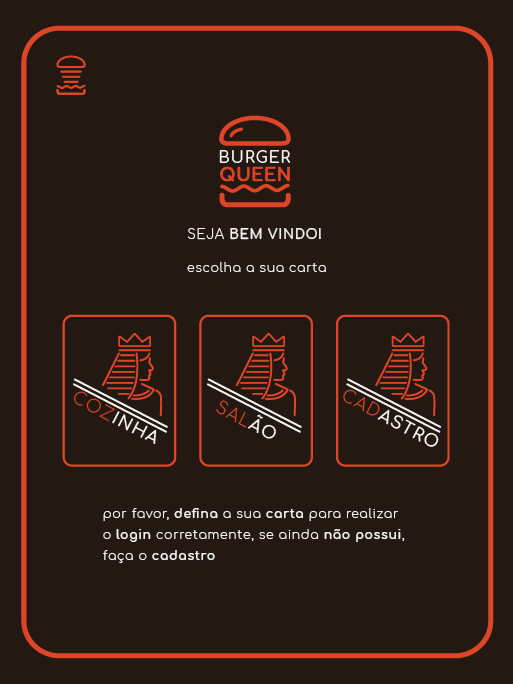 BURGER
QUEEN
SEJA BEM VINDO!
escolha a sua carta
COZINHA
SALÃO
CADASTRO
por favor, defina a sua carta para realizar
o login corretamente, se ainda não possui,
faça o cadastro